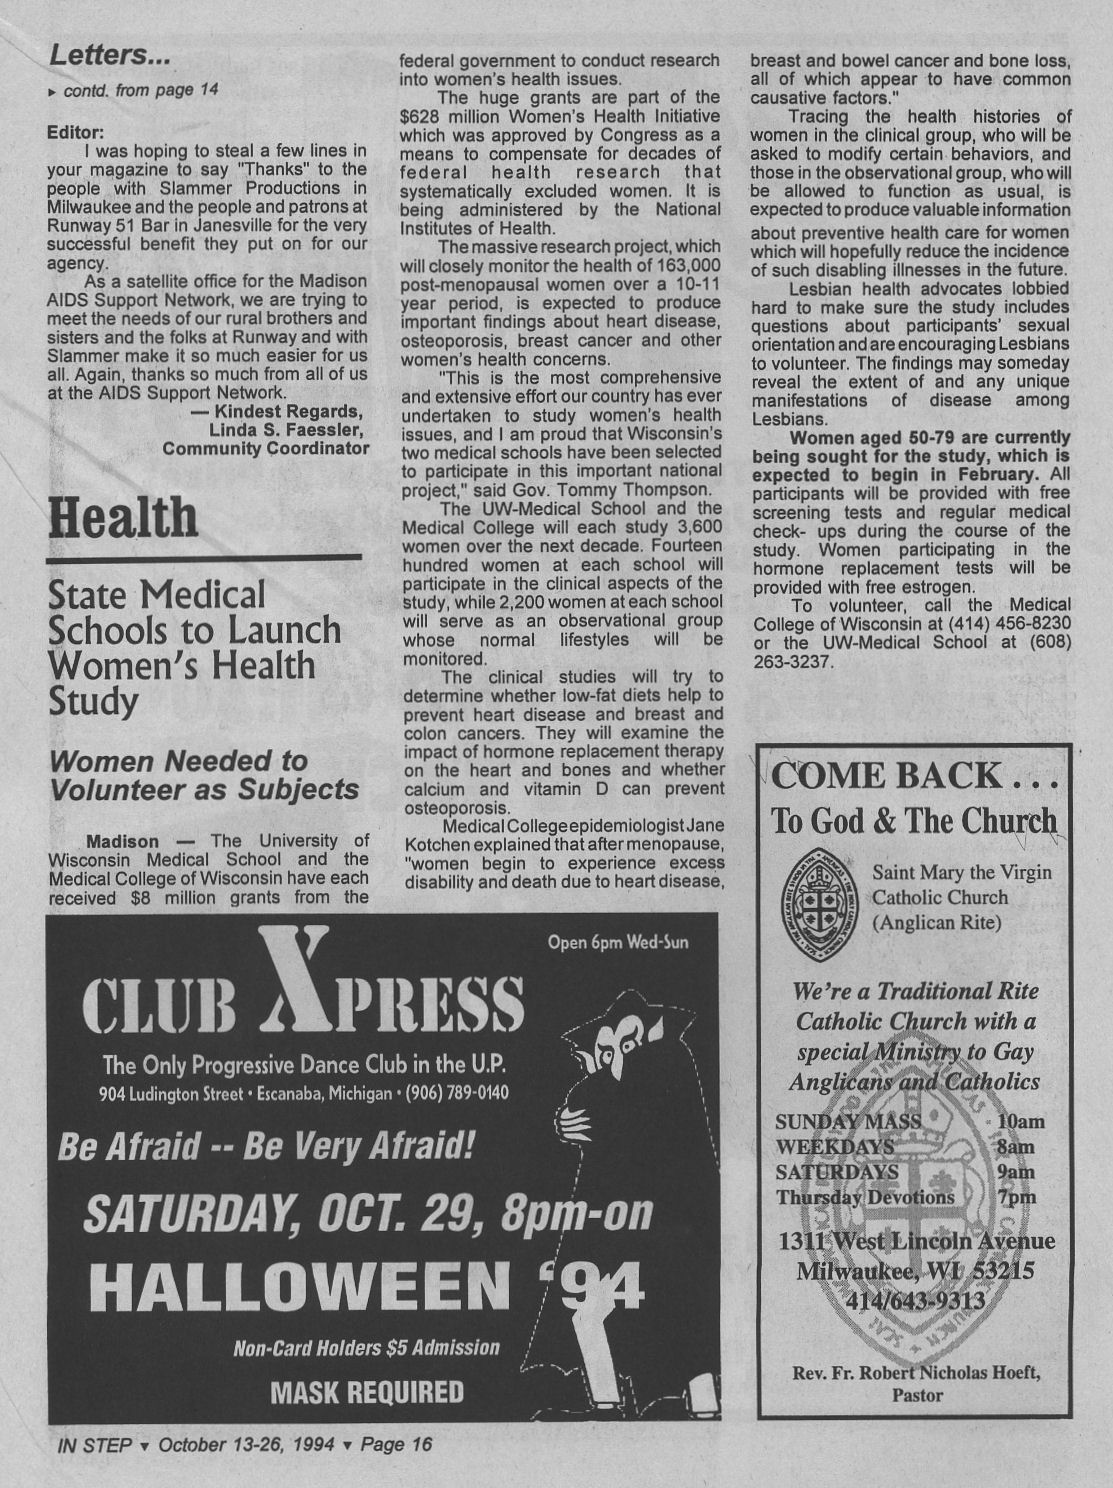 Letters...
▸ contd. from page 14
Editor:
I was hoping to steal a few lines in
your magazine to say "Thanks" to the
people with Slammer Productions in
Milwaukee and the people and patrons at
Runway 51 Bar in Janesville for the very
successful benefit they put on for our
agency.
As a satellite office for the Madison
AIDS Support Network, we are trying to
meet the needs of our rural brothers and
sisters and the folks at Runway and with
Slammer make it so much easier for us
all. Again, thanks so much from all of us
at the AIDS Support Network.
— Kindest Regards,
Linda S. Faessler,
Community Coordinator
Health
State Medical
Schools to Launch
Women's Health
Study
Women Needed to
Volunteer as Subjects
Madison — The University of
Wisconsin Medical School and the
Medical College of Wisconsin have each
received $8 million grants from the
federal government to conduct research
into women's health issues.
The huge grants are part of the
$628 million Women's Health Initiative
which was approved by Congress as a
means to compensate for decades of
federal health research that
systematically excluded women. It is
being administered by the National
Institutes of Health.
The massive research project, which
will closely monitor the health of 163,000
post-menopausal women over a 10-11
year period, is expected to produce
important findings about heart disease,
osteoporosis, breast cancer and other
women's health concerns.
"This is the most comprehensive
and extensive effort our country has ever
undertaken to study women's health
issues, and I am proud that Wisconsin's
two medical schools have been selected
to participate in this important national
project," said Gov. Tommy Thompson.
The UW-Medical School and the
Medical College will each study 3,600
women over the next decade. Fourteen
hundred women at each school will
participate in the clinical aspects of the
study, while 2,200 women at each school
will serve as an observational group
whose normal lifestyles will be
monitored.
The clinical studies will try to
determine whether low-fat diets help to
prevent heart disease and breast and
colon cancers. They will examine the
impact of hormone replacement therapy
on the heart and bones and whether
calcium and vitamin D can prevent
osteoporosis.
Medical College epidemiologist Jane
Kotchen explained that after menopause,
"women begin to experience excess
disability and death due to heart disease,
breast and bowel cancer and bone loss,
all of which appear to have common
causative factors."
Tracing the health histories of
women in the clinical group, who will be
asked to modify certain behaviors, and
those in the observational group, who will
be allowed to function as usual, is
expected to produce valuable information
about preventive health care for women
which will hopefully reduce the incidence
of such disabling illnesses in the future.
Lesbian health advocates lobbied
hard to make sure the study includes
questions about participants' sexual
orientation and are encouraging Lesbians
to volunteer. The findings may someday
reveal the extent of and any unique
manifestations of disease among
Lesbians.
Women aged 50-79 are currently
being sought for the study, which is
expected to begin in February. All
participants will be provided with free
screening tests and regular medical
check- ups during the course of the
study. Women participating in the
hormone replacement tests will be
provided with free estrogen.
To volunteer, call the Medical
College of Wisconsin at (414) 456-8230
or the UW-Medical School at (608)
263-3237.
Open 6pm Wed-Sun
CLUB XPRESS
The Only Progressive Dance Club in the U.P.
904 Ludington Street • Escanaba, Michigan • (906) 789-0140
Be Afraid -- Be Very Afraid!
SATURDAY, OCT. 29, 8pm-on
HALLOWEEN '94
Non-Card Holders $5 Admission
MASK REQUIRED
COME BACK . . .
To God & The Church
Saint Mary the Virgin
Catholic Church
(Anglican Rite)
We're a Traditional Rite
Catholic Church with a
special Ministry to Gay
Anglicans and Catholics
SUNDAY MASS 10am
WEEKDAYS 8am
SATURDAYS 9am
Thursday Devotions 7pm
1311 West Lincoln Avenue
Milwaukee, WI 53215
414/643-9313
Rev. Fr. Robert Nicholas Hoeft,
Pastor
IN STEP ▾ October 13-26, 1994 ▾ Page 16